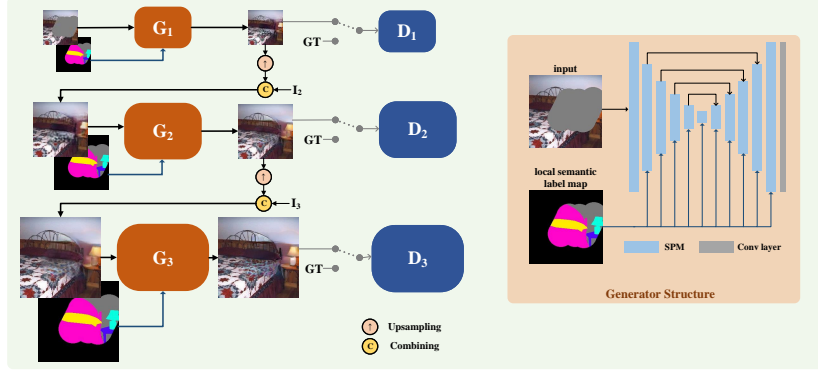 G1
D1
GT
↑
C
I2
G2
D2
GT
↑
C
I3
G3
D3
GT
↑ Upsampling
C Combining
input
local semantic
label map
SPM
Conv layer
Generator Structure